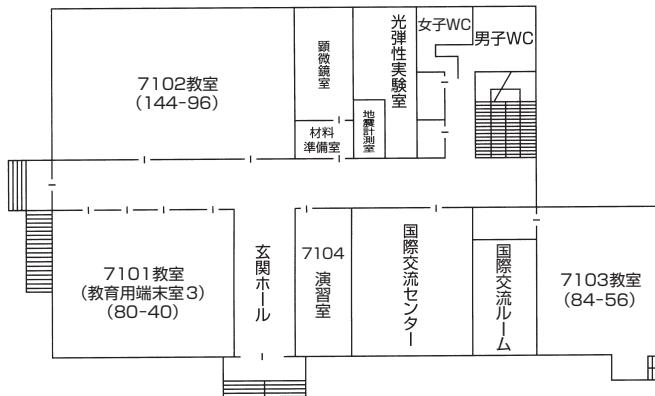 7102教室
（144-96）
顕微鏡室
材料
準備室
地震計測室
光弾性実験室
女子WC
男子WC
7101教室
（教育用端末室3）
（80-40）
玄関ホール
7104
演習室
国際交流センター
国際交流ルーム
7103教室
（84-56）